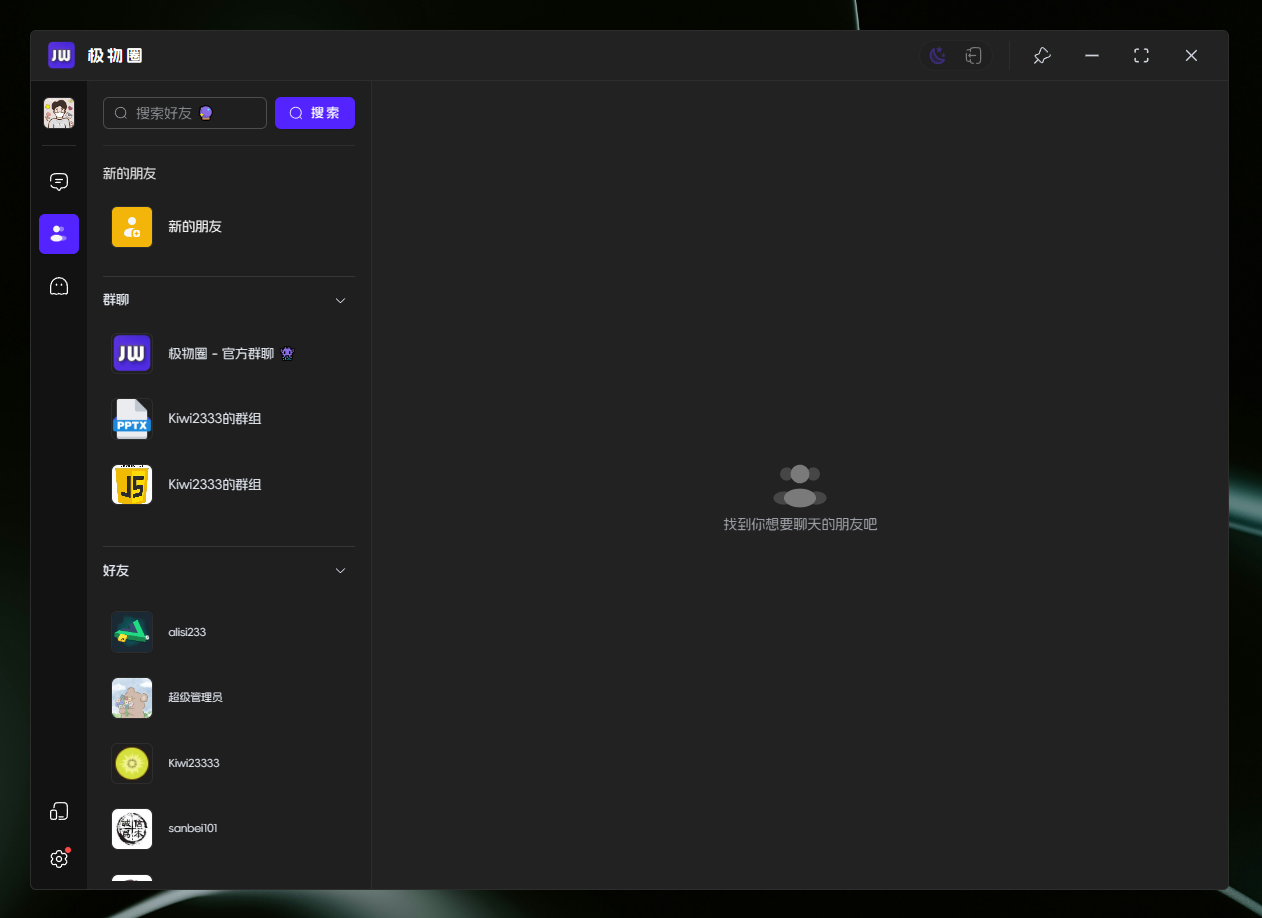 JW 极物圈
搜索好友
搜索
新的朋友
新的朋友
群聊
JW
极物圈 - 官方群聊
PPTX
Kiwi2333的群组
JS
Kiwi2333的群组
好友
alisi233
超级管理员
Kiwi23333
sanbei101
找到你想要聊天的朋友吧